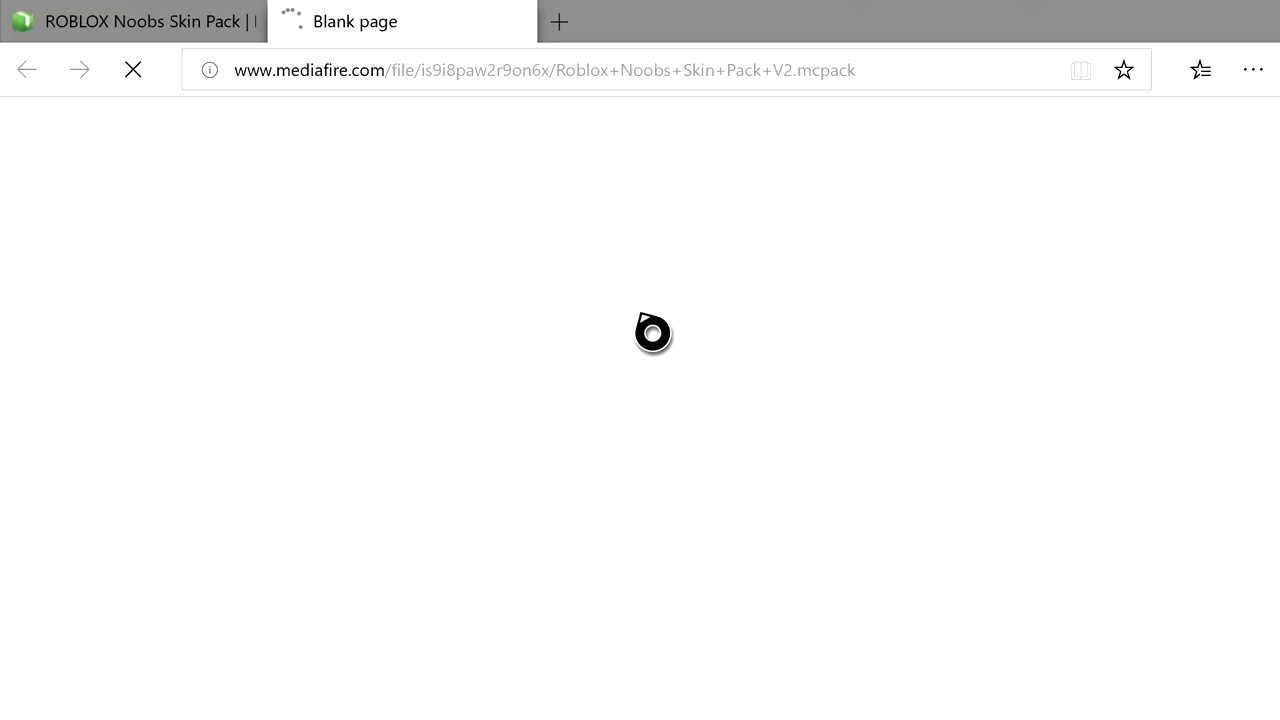 ROBLOX Noobs Skin Pack |
Blank page
www.mediafire.com/file/is9i8paw2r9on6x/Roblox+Noobs+Skin+Pack+V2.mcpack